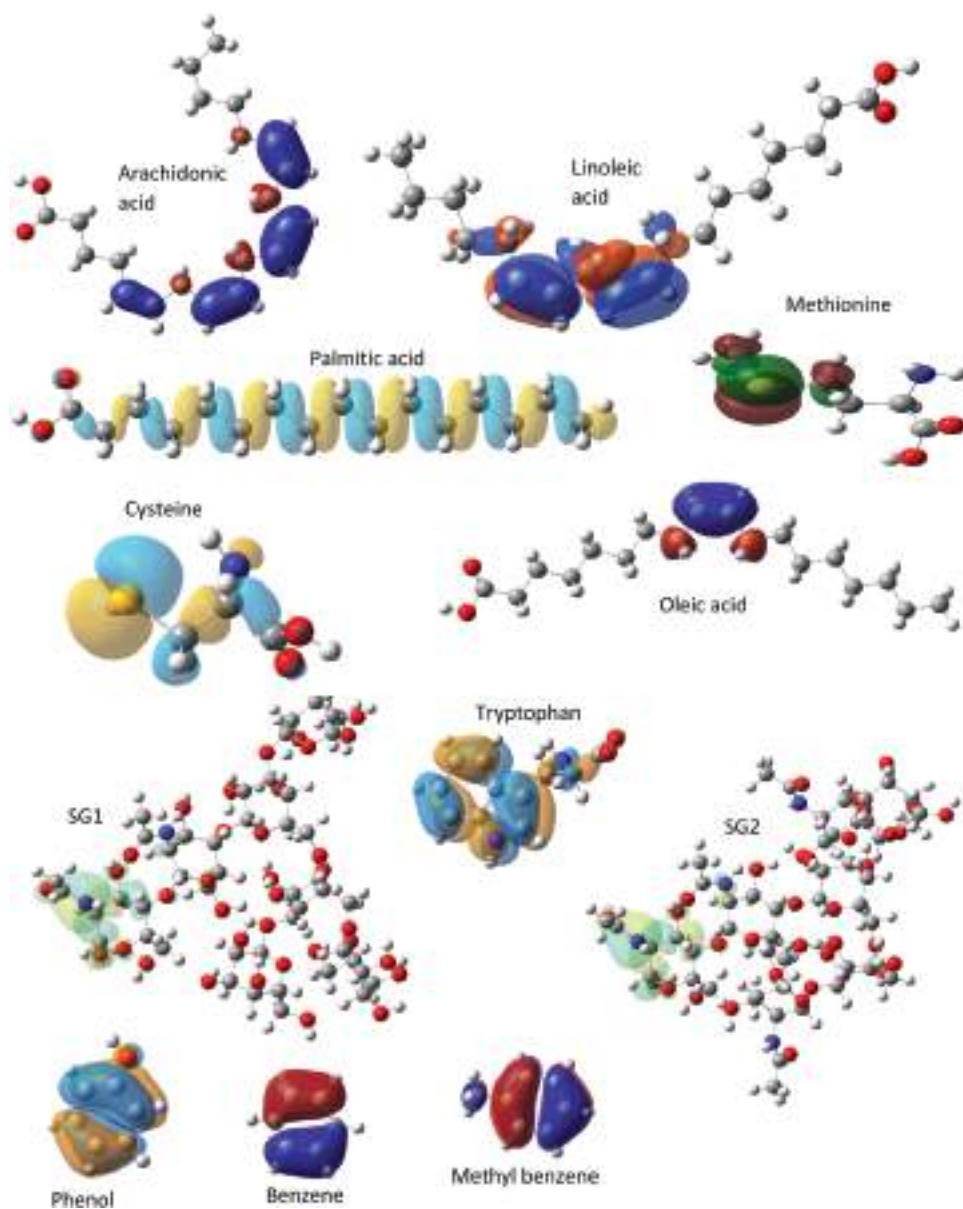 Arachidonic
acid
Linoleic
acid
Methionine
Palmitic acid
Cysteine
Oleic acid
Tryptophan
SG1
SG2
Phenol
Benzene
Methyl benzene